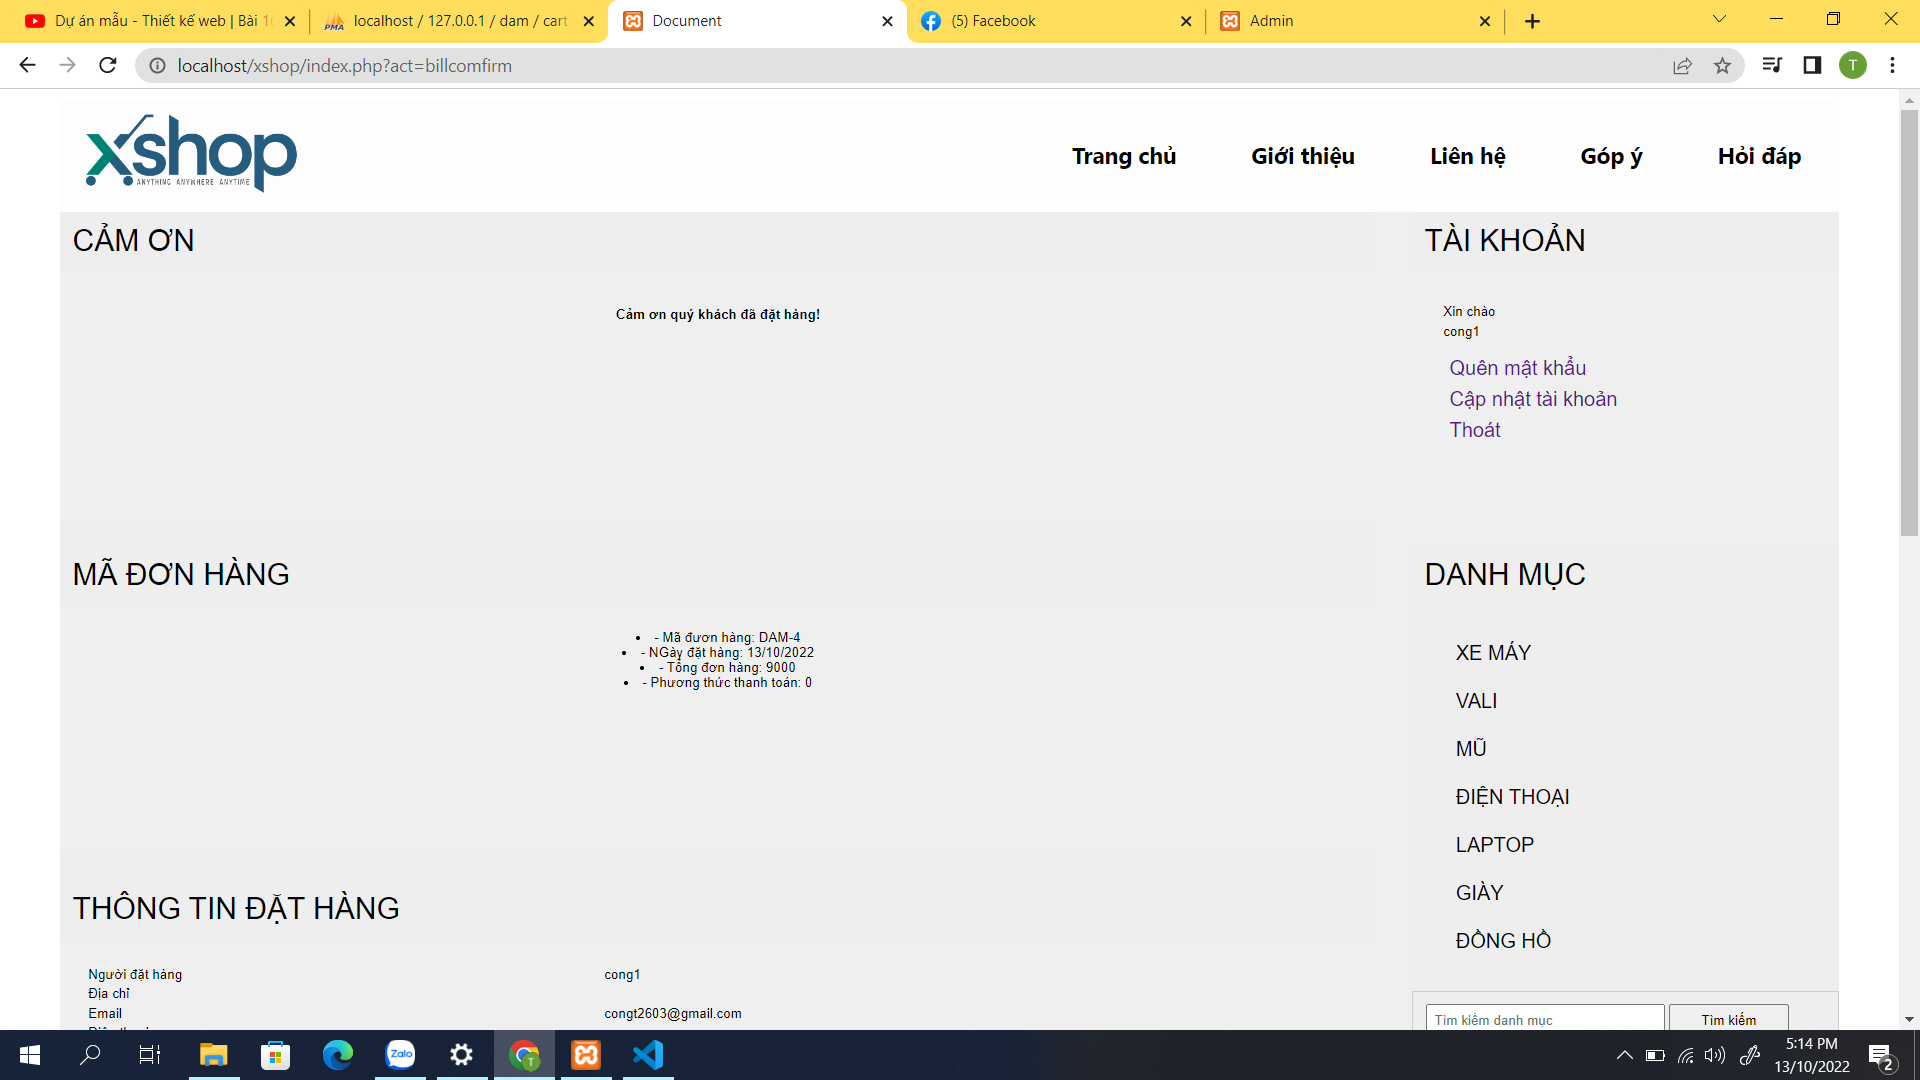 Dự án mẫu - Thiết kế web | Bài 16
localhost / 127.0.0.1 / dam / cart
Document
(5) Facebook
Admin
localhost/xshop/index.php?act=billcomfirm
T
xshop
ANYTHING ANYWHERE ANYTIME
Trang chủ
Giới thiệu
Liên hệ
Góp ý
Hỏi đáp
CẢM ƠN
Cảm ơn quý khách đã đặt hàng!
TÀI KHOẢN
Xin chào
cong1
Quên mật khẩu
Cập nhật tài khoản
Thoát
MÃ ĐƠN HÀNG
- Mã đươn hàng: DAM-4
- NGày đặt hàng: 13/10/2022
- Tổng đơn hàng: 9000
- Phương thức thanh toán: 0
DANH MỤC
XE MÁY
VALI
MŨ
ĐIỆN THOẠI
LAPTOP
GIÀY
ĐỒNG HỒ
THÔNG TIN ĐẶT HÀNG
Người đặt hàng cong1
Địa chỉ
Email congt2603@gmail.com
Tìm kiếm danh mục
Tìm kiếm
Zalo
5:14 PM
13/10/2022
2